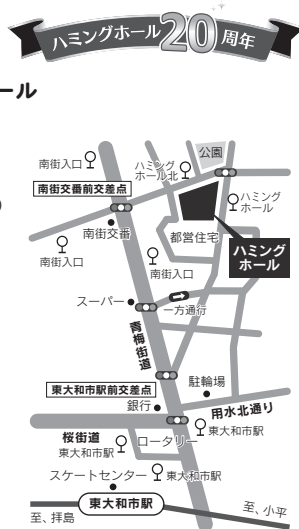 ハミングホール20周年
ール
公園
南街入口
ハミング
ホール北
南街交番前交差点
ハミング
ホール
南街交番
都営住宅
ハミング
ホール
南街入口
南街入口
スーパー
一方通行
青梅街道
東大和市駅前交差点
駐輪場
銀行
用水北通り
桜街道
ロータリー
東大和市駅
東大和市駅
スケートセンター
東大和市駅
東大和市駅
至、小平
至、拝島